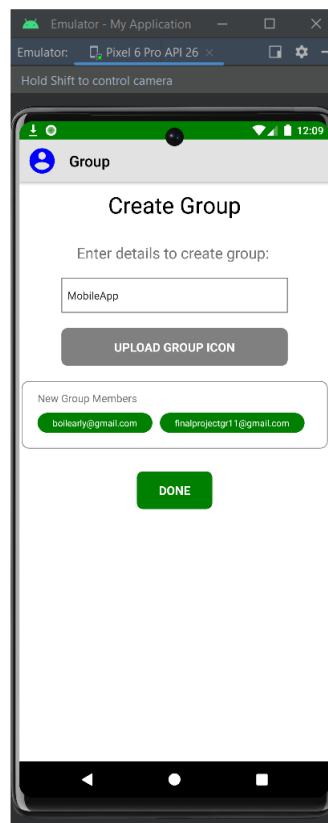 Emulator - My Application
Emulator: Pixel 6 Pro API 26
Hold Shift to control camera
12:09
Group
Create Group
Enter details to create group:
MobileApp
UPLOAD GROUP ICON
New Group Members
boilearly@gmail.com finalprojectgr11@gmail.com
DONE